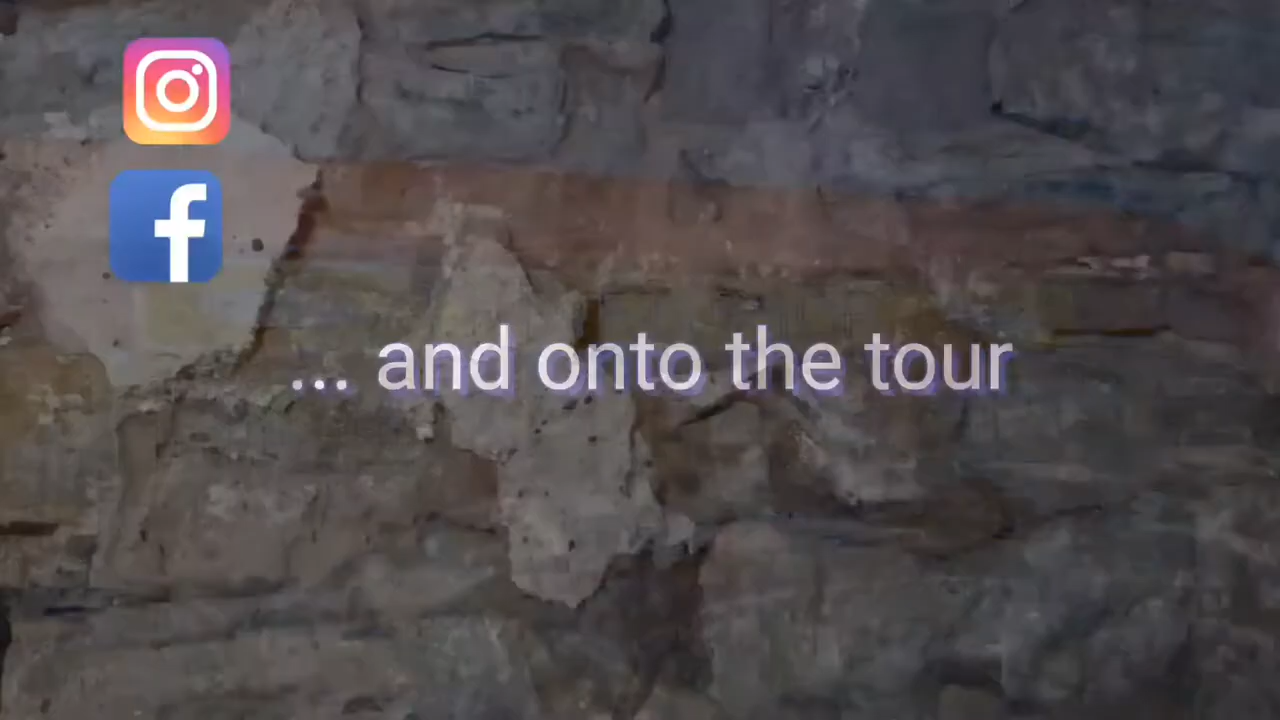 ... and onto the tour